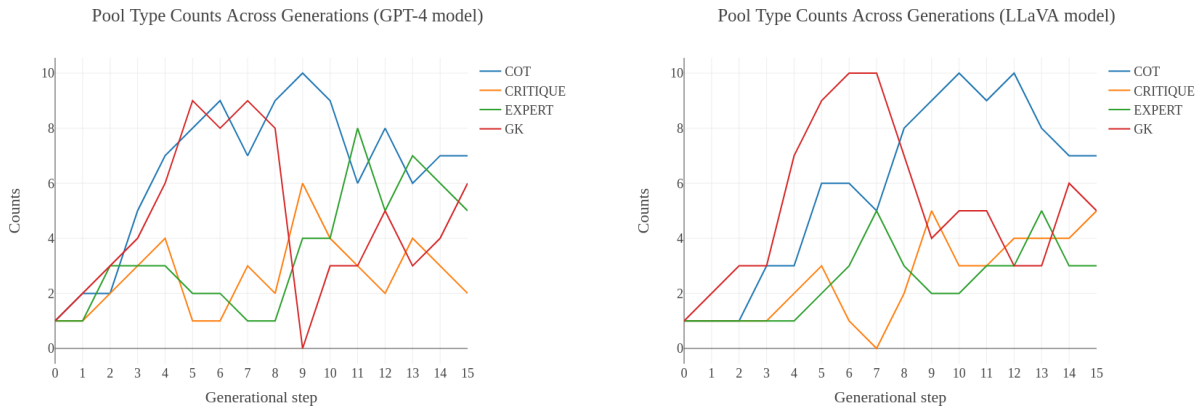 Pool Type Counts Across Generations (GPT-4 model)
10
8
6
4
2
0
Counts
0 1 2 3 4 5 6 7 8 9 10 11 12 13 14 15
Generational step
COT
CRITIQUE
EXPERT
GK
Pool Type Counts Across Generations (LLaVA model)
10
8
6
4
2
0
Counts
0 1 2 3 4 5 6 7 8 9 10 11 12 13 14 15
Generational step
COT
CRITIQUE
EXPERT
GK